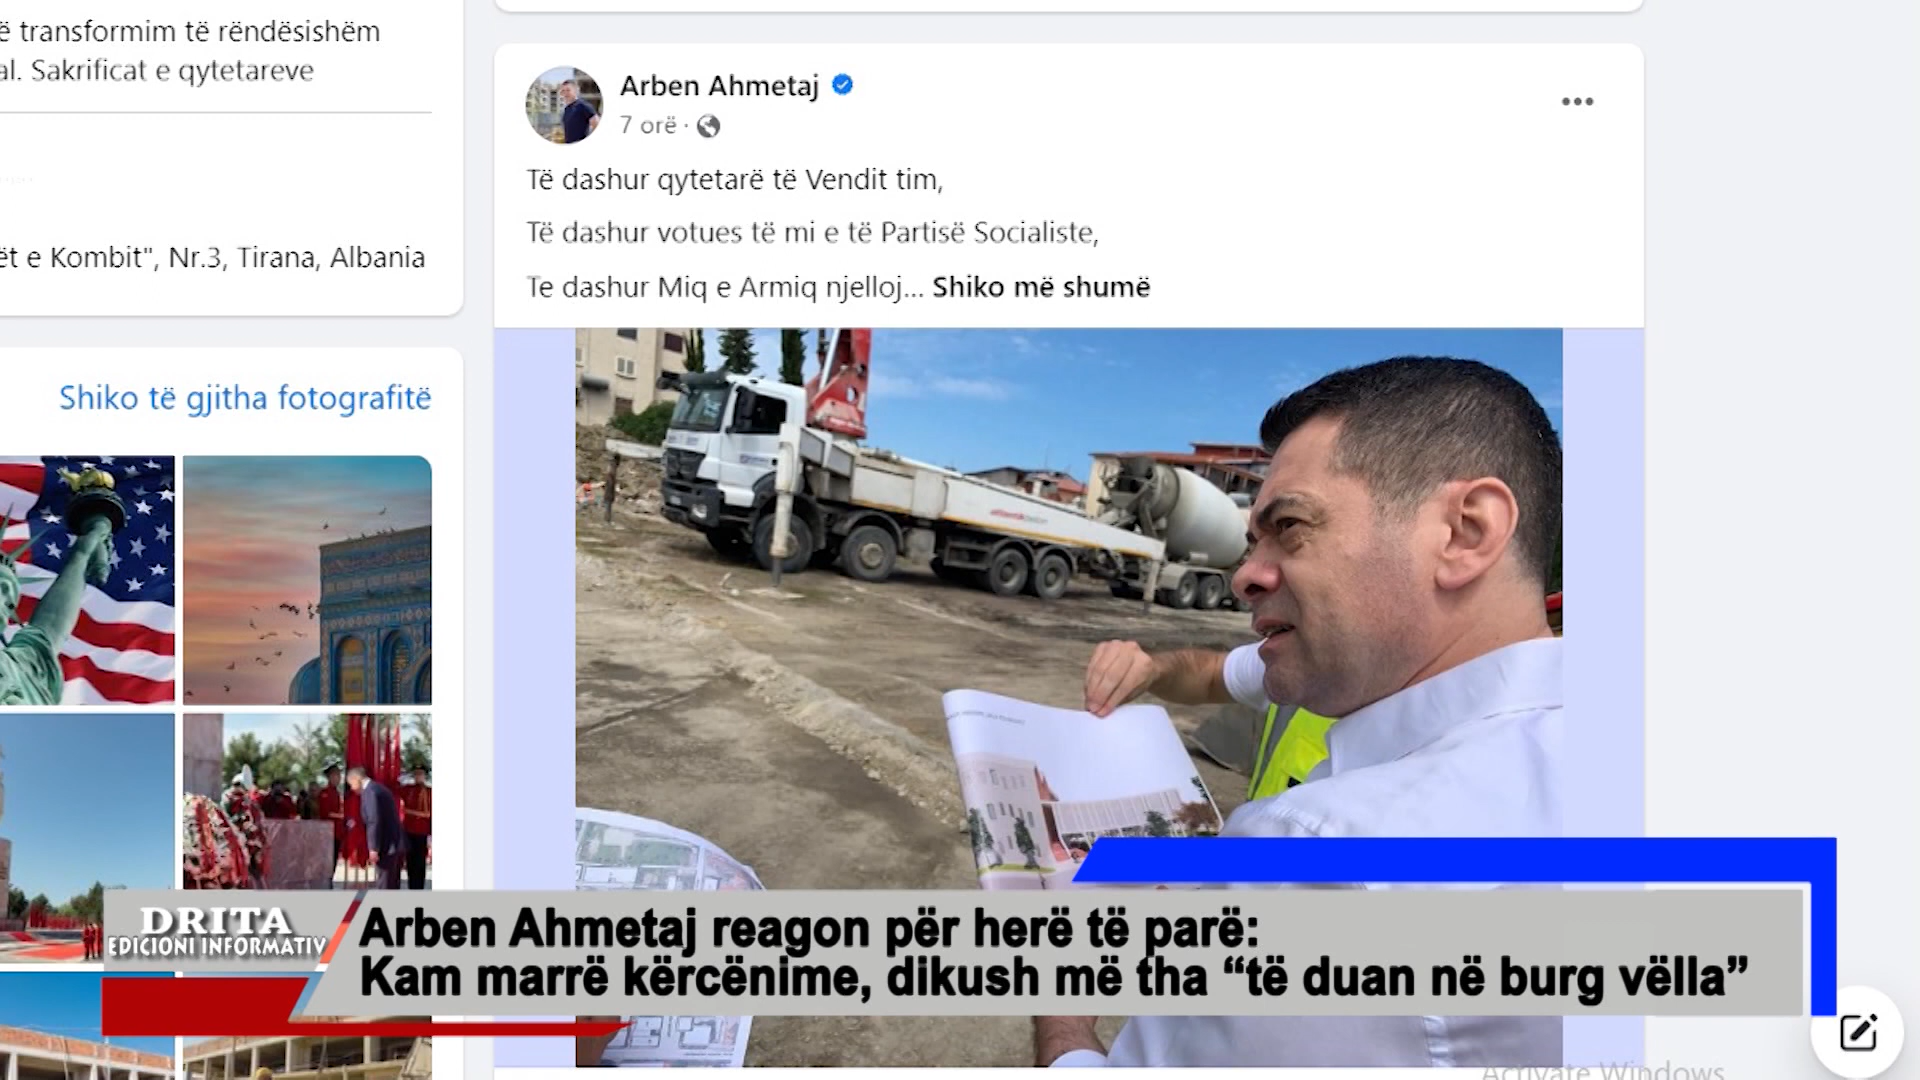 ë transformim të rëndësishëm
al. Sakrificat e qytetareve
ët e Kombit", Nr.3, Tirana, Albania
Shiko të gjitha fotografitë
Arben Ahmetaj
7 orë ·
Të dashur qytetarë të Vendit tim,
Të dashur votues të mi e të Partisë Socialiste,
Te dashur Miq e Armiq njelloj... Shiko më shumë
DRITA
EDICIONI INFORMATIV
Arben Ahmetaj reagon për herë të parë:
Kam marrë kërcënime, dikush më tha “të duan në burg vëlla”
Activate Windows